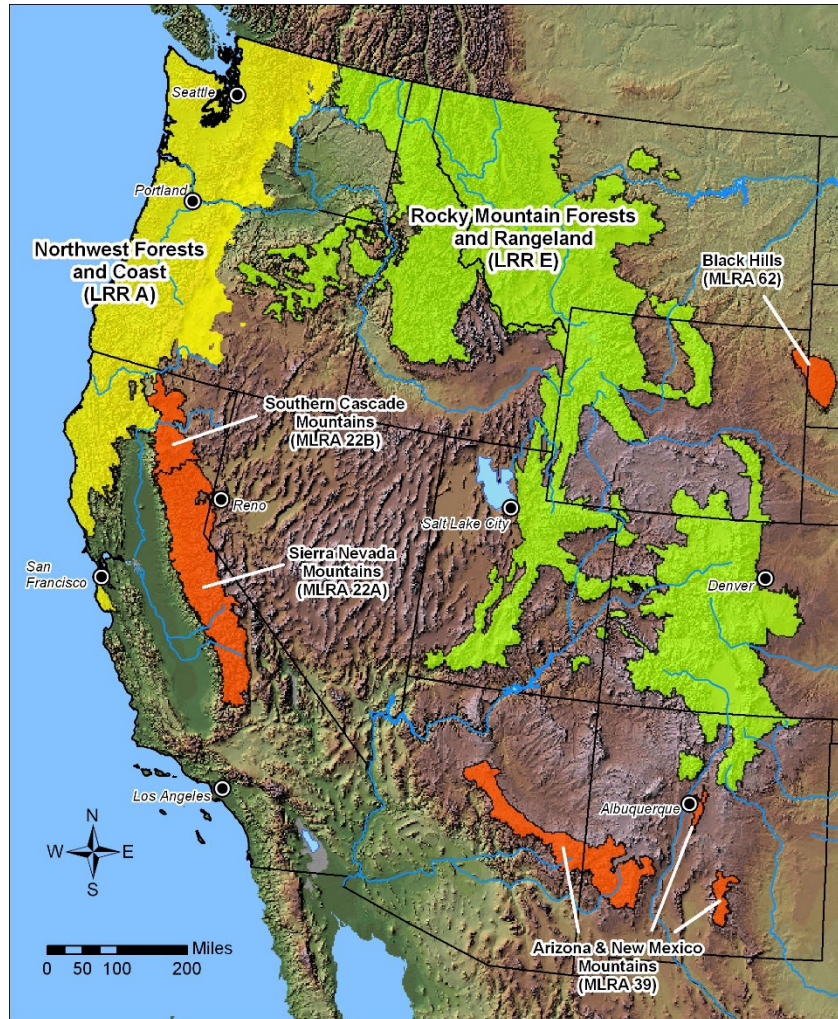 Seattle
Portland
Northwest Forests
and Coast
(LRR A)
Rocky Mountain Forests
and Rangeland
(LRR E)
Black Hills
(MLRA 62)
Southern Cascade
Mountains
(MLRA 22B)
Reno
Salt Lake City
Sierra Nevada
Mountains
(MLRA 22A)
San
Francisco
Denver
Los Angeles
Albuquerque
N
W E
S
Arizona & New Mexico
Mountains
(MLRA 39)
Miles
0 50 100 200